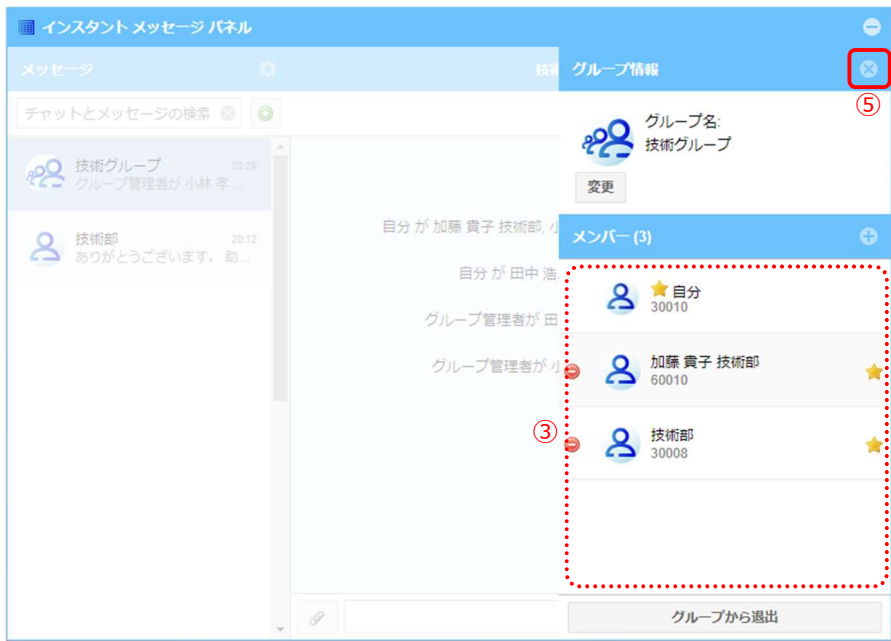 インスタント メッセージ パネル
メッセージ
技術
グループ情報
⑤
チャットとメッセージの検索
グループ名:
技術グループ
変更
技術グループ 20:29
グループ管理者が 小林 孝 ...
技術部 20:12
ありがとうございます。 助...
自分 が 加藤 貴子 技術部, 小
自分 が 田中 浩
グループ管理者が 田
グループ管理者が 小
メンバー (3)
自分
30010
加藤 貴子 技術部
60010
③
技術部
30008
グループから退出